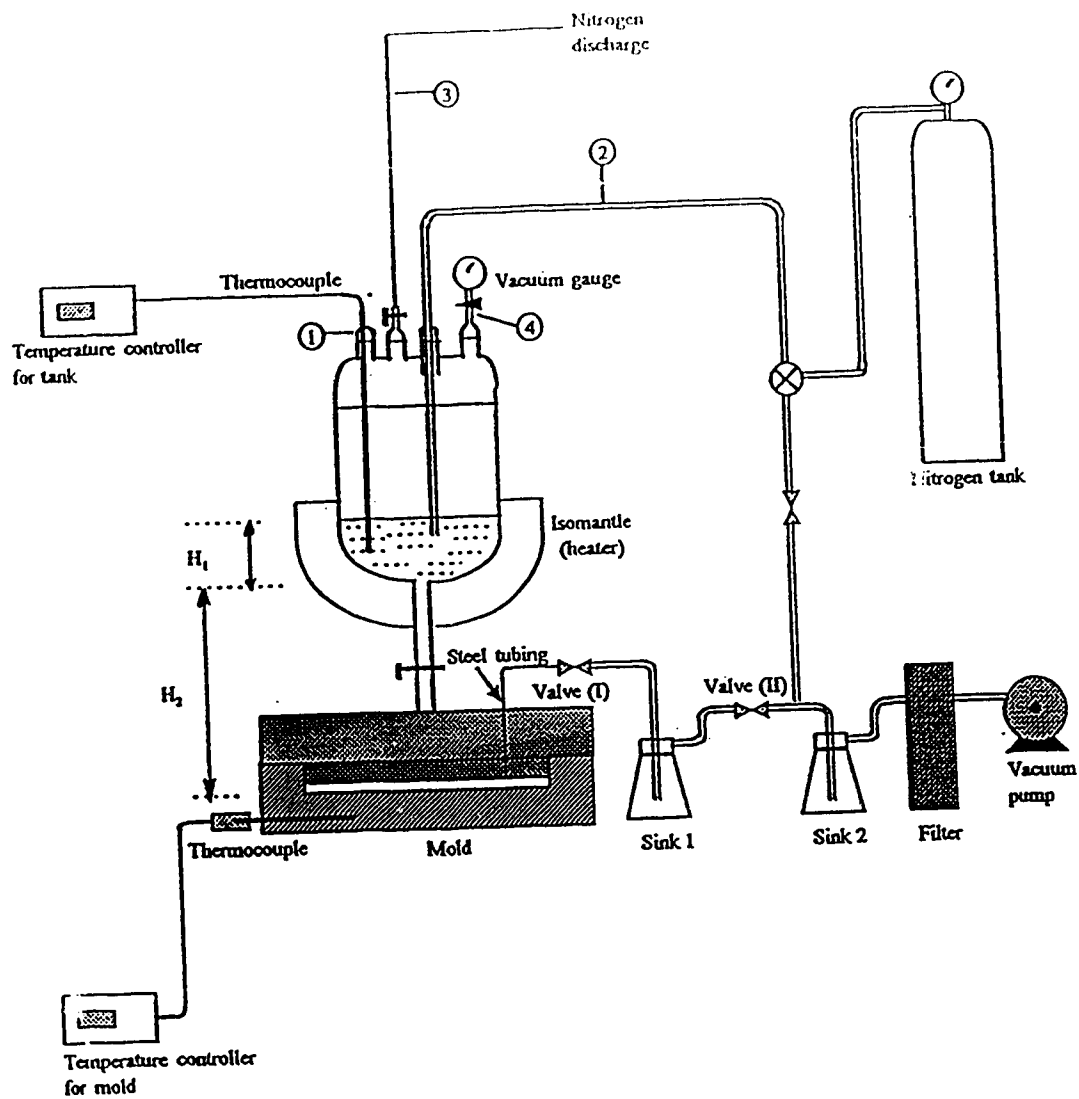 Nitrogen
discharge
3
2
Thermocouple
Vacuum gauge
1
4
Temperature controller
for tank
Nitrogen tank
Isomantle
(heater)
H1
H2
Steel tubing
Valve (I)
Valve (II)
Vacuum
pump
Sink 1
Sink 2
Filter
Thermocouple
Mold
Temperature controller
for mold